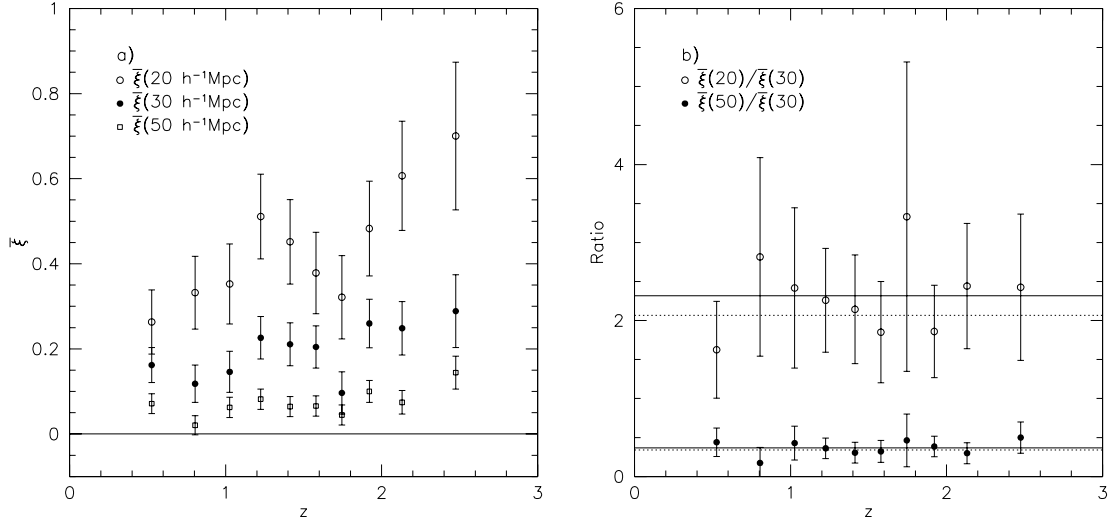 a)
ξ̅(20 h⁻¹Mpc)
ξ̅(30 h⁻¹Mpc)
ξ̅(50 h⁻¹Mpc)
ξ̅
1
0.8
0.6
0.4
0.2
0
0 1 2 3
z
b)
ξ̅(20)/ξ̅(30)
ξ̅(50)/ξ̅(30)
Ratio
6
4
2
0
0 1 2 3
z